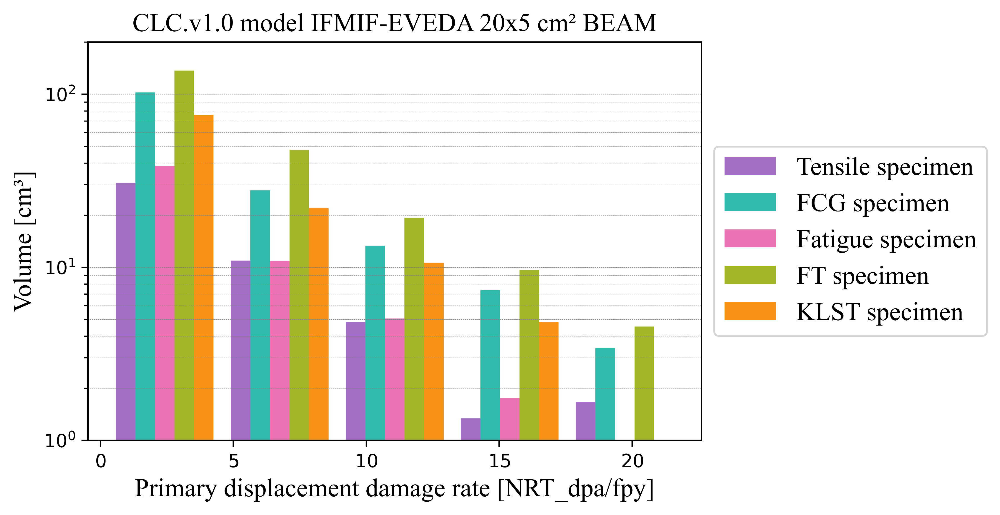 CLC.v1.0 model IFMIF-EVEDA 20x5 cm² BEAM
Volume [cm³]
10²
10¹
10⁰
0 5 10 15 20
Primary displacement damage rate [NRT_dpa/fpy]
Tensile specimen
FCG specimen
Fatigue specimen
FT specimen
KLST specimen